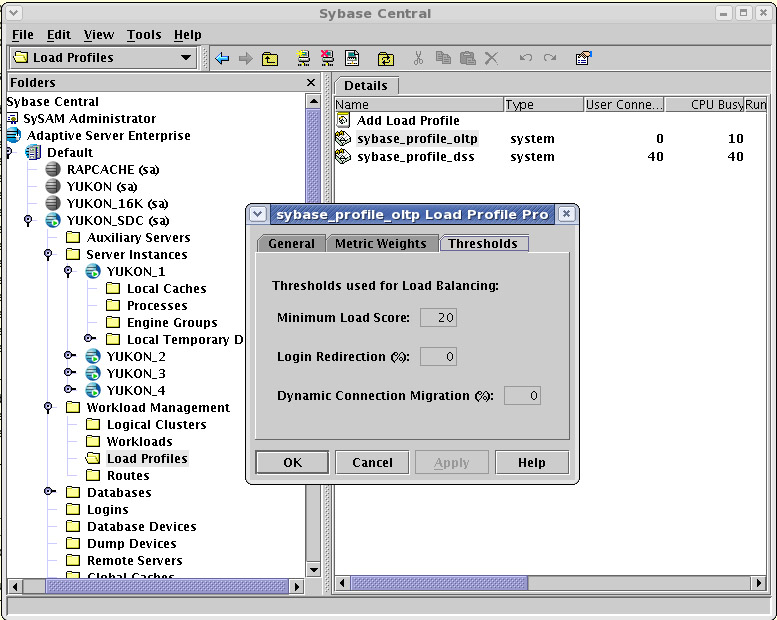 Sybase Central
File Edit View Tools Help
Load Profiles
Folders
Sybase Central
SySAM Administrator
Adaptive Server Enterprise
Default
RAPCACHE (sa)
YUKON (sa)
YUKON_16K (sa)
YUKON_SDC (sa)
Auxiliary Servers
Server Instances
YUKON_1
Local Caches
Processes
Engine Groups
Local Temporary D
YUKON_2
YUKON_3
YUKON_4
Workload Management
Logical Clusters
Workloads
Load Profiles
Routes
Databases
Logins
Database Devices
Dump Devices
Remote Servers
Global Caches
Details
Name Type User Conne... CPU Busy Run
Add Load Profile
sybase_profile_oltp system 0 10
sybase_profile_dss system 40 40
sybase_profile_oltp Load Profile Pro
General Metric Weights Thresholds
Thresholds used for Load Balancing:
Minimum Load Score: 20
Login Redirection (%): 0
Dynamic Connection Migration (%): 0
OK Cancel Apply Help